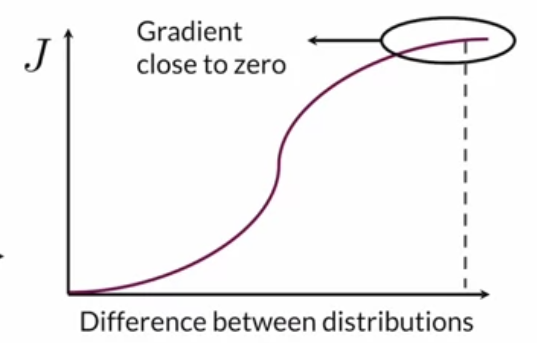 Gradient
close to zero
J
Difference between distributions